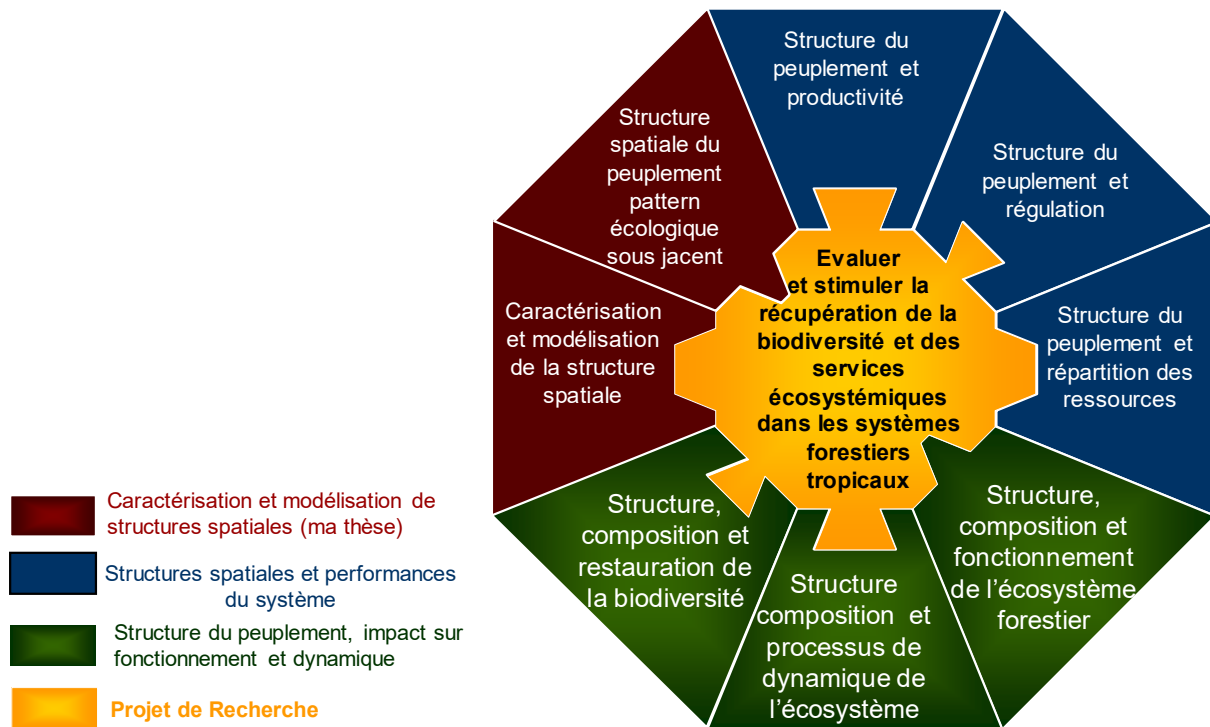 Structure du
peuplement et
productivité
Structure
spatiale du
peuplement
pattern
écologique
sous jacent
Structure du
peuplement et
régulation
Caractérisation
et modélisation
de la structure
spatiale
Evaluer
et stimuler la
récupération de la
biodiversité et des
services
écosystémiques
dans les systèmes
forestiers
tropicaux
Structure du
peuplement et
répartition des
ressources
Structure,
composition et
restauration de
la biodiversité
Structure
composition et
processus de
dynamique de
l’écosystème
Structure,
composition et
fonctionnement
de l’écosystème
forestier
Caractérisation et modélisation de
structures spatiales (ma thèse)
Structures spatiales et performances
du système
Structure du peuplement, impact sur
fonctionnement et dynamique
Projet de Recherche